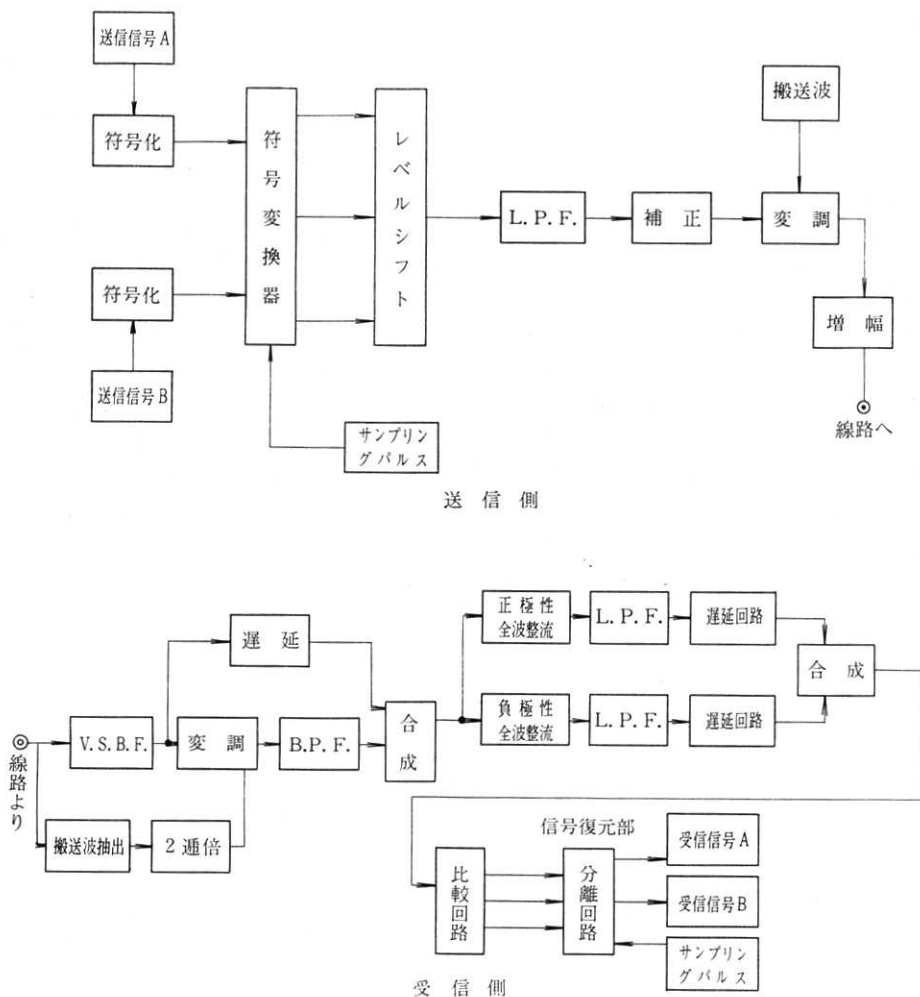 送信信号A
符号化
符号変換器
レベルシフト
搬送波
L.P.F.
補正
変調
符号化
増幅
送信信号B
線路へ
サンプリン
グパルス
送信側
正極性
全波整流
L.P.F.
遅延回路
遅延
合成
負極性
全波整流
L.P.F.
遅延回路
合成
V.S.B.F.
変調
B.P.F.
線路より
搬送波抽出
2逓倍
信号復元部
受信信号A
比較回路
分離回路
受信信号B
サンプリン
グパルス
受信側